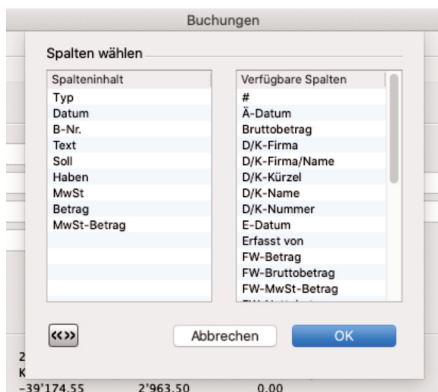 Buchungen
Spalten wählen
Spalteninhalt
Typ
Datum
B-Nr.
Text
Soll
Haben
MwSt
Betrag
MwSt-Betrag
Verfügbare Spalten
#
Ä-Datum
Bruttobetrag
D/K-Firma
D/K-Firma/Name
D/K-Kürzel
D/K-Name
D/K-Nummer
E-Datum
Erfasst von
FW-Betrag
FW-Bruttobetrag
FW-MwSt-Betrag
«»
Abbrechen
OK
2
K
-39'174.55 2'963.50 0.00